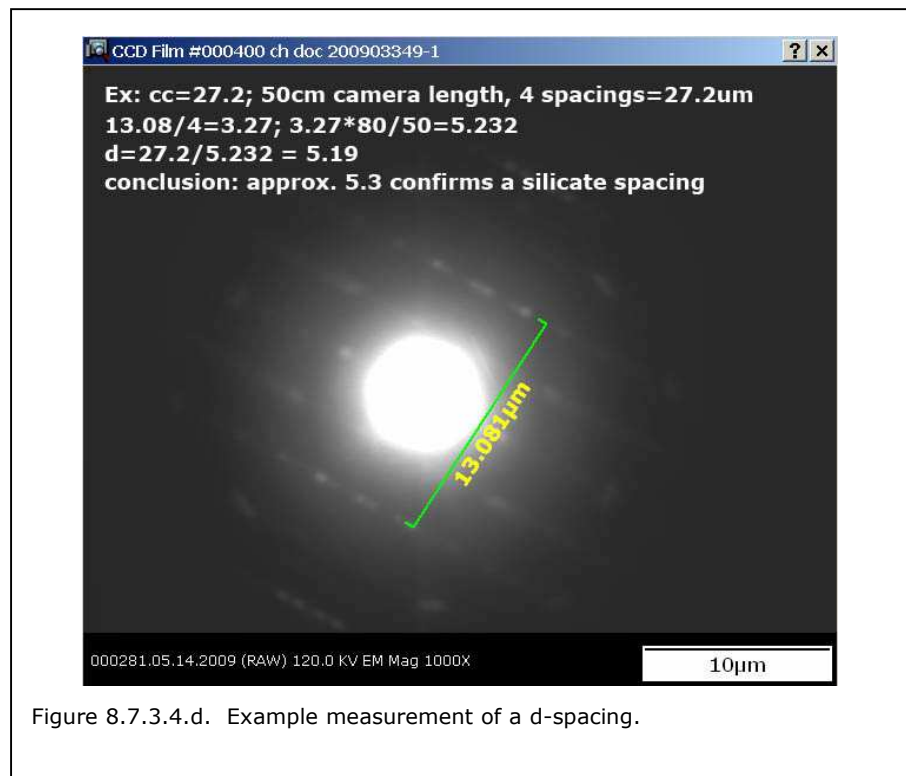 CCD Film #000400 ch doc 200903349-1
Ex: cc=27.2; 50cm camera length, 4 spacings=27.2um
13.08/4=3.27; 3.27*80/50=5.232
d=27.2/5.232 = 5.19
conclusion: approx. 5.3 confirms a silicate spacing
13.081µm
000281.05.14.2009 (RAW) 120.0 KV EM Mag 1000X
10µm
Figure 8.7.3.4.d. Example measurement of a d-spacing.